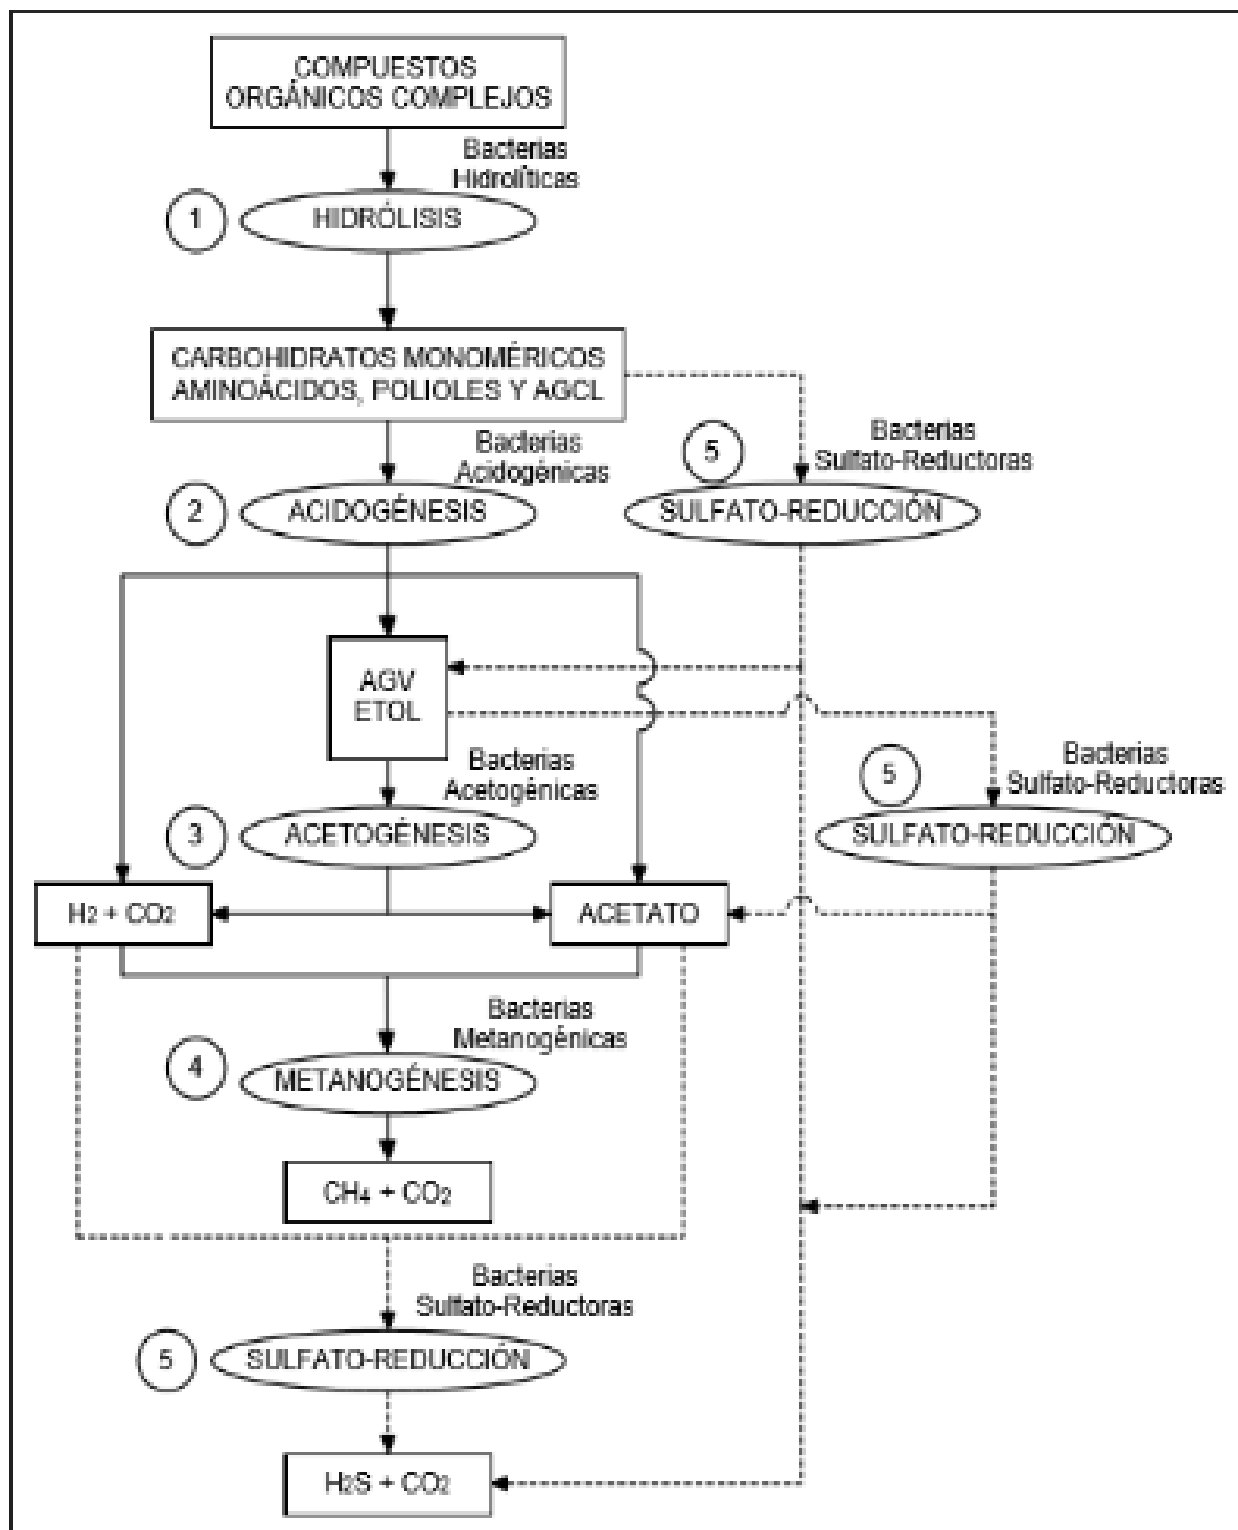 COMPUESTOS
ORGÁNICOS COMPLEJOS
Bacterias
Hidrolíticas
1
HIDRÓLISIS
CARBOHIDRATOS MONOMÉRICOS
AMINOÁCIDOS, POLIOLES Y AGCL
Bacterias
Acidogénicas
2
ACIDOGÉNESIS
5
Bacterias
Sulfato-Reductoras
SULFATO-REDUCCIÓN
AGV
ETOL
Bacterias
Acetogénicas
3
ACETOGÉNESIS
5
Bacterias
Sulfato-Reductoras
SULFATO-REDUCCIÓN
H2 + CO2
ACETATO
Bacterias
Metanogénicas
4
METANOGÉNESIS
CH4 + CO2
Bacterias
Sulfato-Reductoras
5
SULFATO-REDUCCIÓN
H2S + CO2